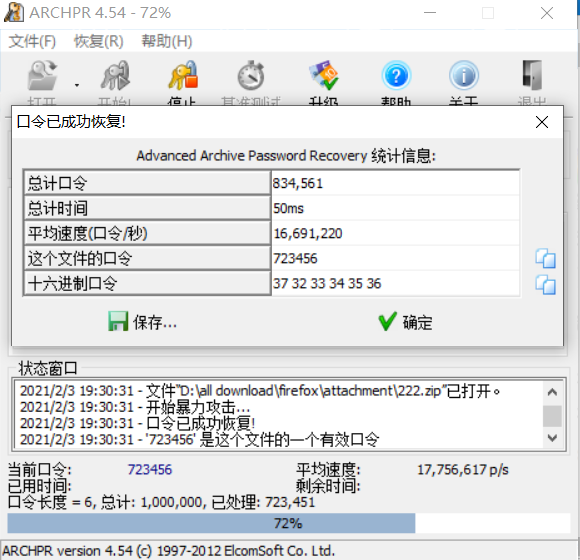 ARCHPR 4.54 - 72%
文件(F) 恢复(R) 帮助(H)
打开 开始! 停止 基准测试 升级 帮助 关于 退出
口令已成功恢复!
Advanced Archive Password Recovery 统计信息:
总计口令 834,561
总计时间 50ms
平均速度(口令/秒) 16,691,220
这个文件的口令 723456
十六进制口令 37 32 33 34 35 36
保存... 确定
状态窗口
2021/2/3 19:30:31 - 文件"D:\all download\firefox\attachment\222.zip"已打开。
2021/2/3 19:30:31 - 开始暴力攻击...
2021/2/3 19:30:31 - 口令已成功恢复!
2021/2/3 19:30:31 - '723456' 是这个文件的一个有效口令
当前口令: 723456 平均速度: 17,756,617 p/s
已用时间: 剩余时间:
口令长度 = 6, 总计: 1,000,000, 已处理: 723,451
72%
ARCHPR version 4.54 (c) 1997-2012 ElcomSoft Co. Ltd.